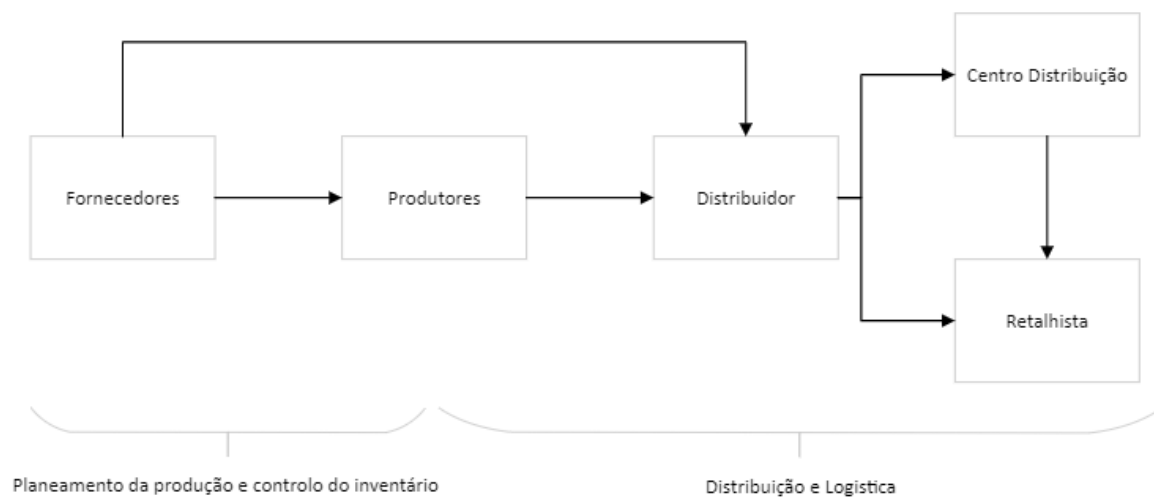 Centro Distribuição
Fornecedores
Produtores
Distribuidor
Retalhista
Planeamento da produção e controlo do inventário
Distribuição e Logistica